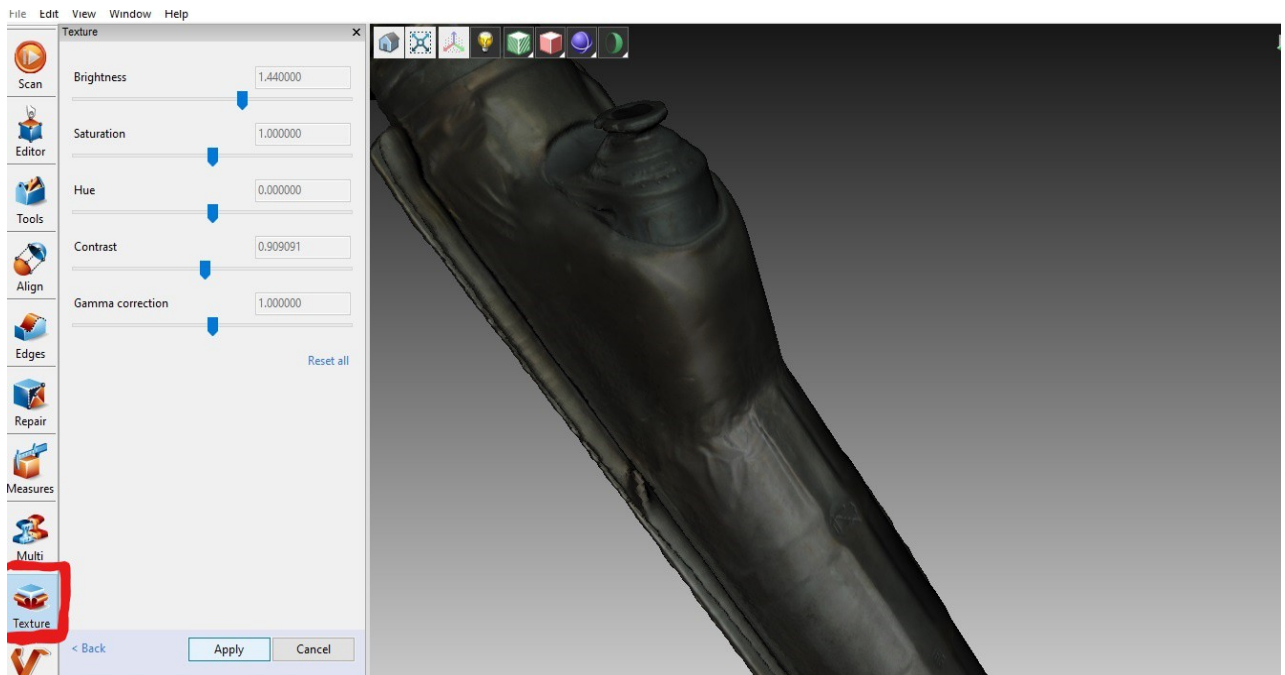 File Edit View Window Help
Texture
Scan
Editor
Tools
Align
Edges
Repair
Measures
Multi
Texture
Brightness 1.440000
Saturation 1.000000
Hue 0.000000
Contrast 0.909091
Gamma correction 1.000000
Reset all
< Back Apply Cancel